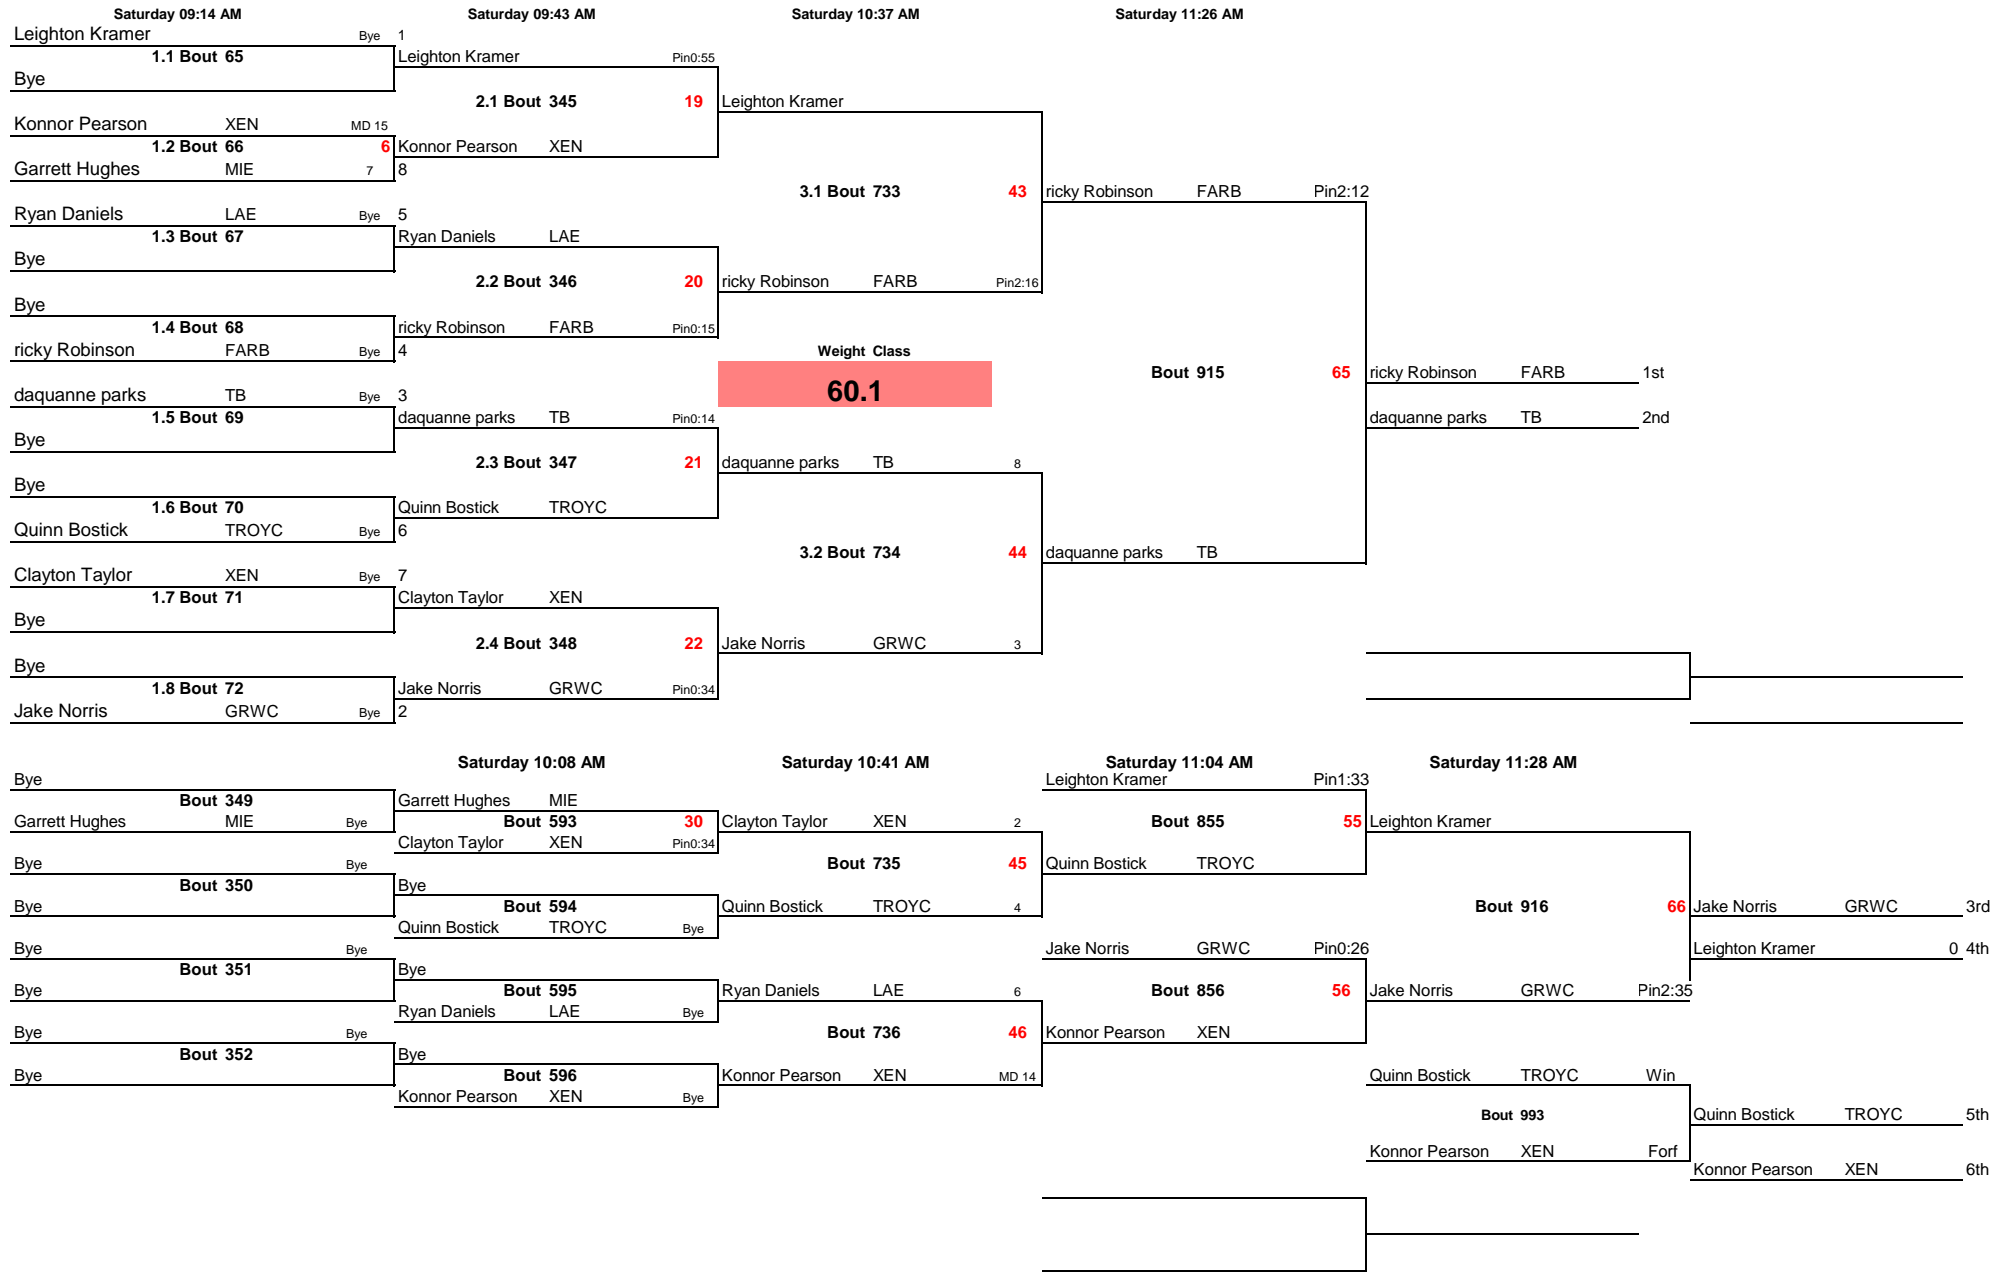 Saturday 09:14 AM Saturday 09:43 AM Saturday 10:37 AM Saturday 11:26 AM
Leighton Kramer Bye 1
1.1 Bout 65 Leighton Kramer Pin0:55
Bye
2.1 Bout 345 19 Leighton Kramer
Konnor Pearson XEN MD 15
1.2 Bout 66 6 Konnor Pearson XEN
Garrett Hughes MIE 7 8
3.1 Bout 733 43 ricky Robinson FARB Pin2:12
Ryan Daniels LAE Bye 5
1.3 Bout 67 Ryan Daniels LAE
Bye
2.2 Bout 346 20 ricky Robinson FARB Pin2:16
Bye
1.4 Bout 68 ricky Robinson FARB Pin0:15
ricky Robinson FARB Bye 4 Weight Class
Bout 915 65 ricky Robinson FARB 1st
60.1
daquanne parks TB Bye 3
1.5 Bout 69 daquanne parks TB Pin0:14 daquanne parks TB 2nd
Bye
2.3 Bout 347 21 daquanne parks TB 8
Bye
1.6 Bout 70 Quinn Bostick TROYC
Quinn Bostick TROYC Bye 6
3.2 Bout 734 44 daquanne parks TB
Clayton Taylor XEN Bye 7
1.7 Bout 71 Clayton Taylor XEN
Bye
2.4 Bout 348 22 Jake Norris GRWC 3
Bye
1.8 Bout 72 Jake Norris GRWC Pin0:34
Jake Norris GRWC Bye 2
Saturday 10:08 AM Saturday 10:41 AM Saturday 11:04 AM Saturday 11:28 AM
Bye Leighton Kramer Pin1:33
Bout 349 Garrett Hughes MIE
Garrett Hughes MIE Bye Bout 593 30 Clayton Taylor XEN 2 Bout 855 55 Leighton Kramer
Clayton Taylor XEN Pin0:34
Bye Bye Bout 735 45 Quinn Bostick TROYC
Bout 350 Bye
Bye Bout 594 Quinn Bostick TROYC 4 Bout 916 66 Jake Norris GRWC 3rd
Quinn Bostick TROYC Bye
Bye Bye Jake Norris GRWC Pin0:26 Leighton Kramer 0 4th
Bout 351 Bye
Bye Bout 595 Ryan Daniels LAE 6 Bout 856 56 Jake Norris GRWC Pin2:35
Ryan Daniels LAE Bye
Bye Bye Bout 736 46 Konnor Pearson XEN
Bout 352 Bye
Bye Bout 596 Konnor Pearson XEN MD 14 Quinn Bostick TROYC Win
Konnor Pearson XEN Bye
Bout 993 Quinn Bostick TROYC 5th
Konnor Pearson XEN Forf
Konnor Pearson XEN 6th